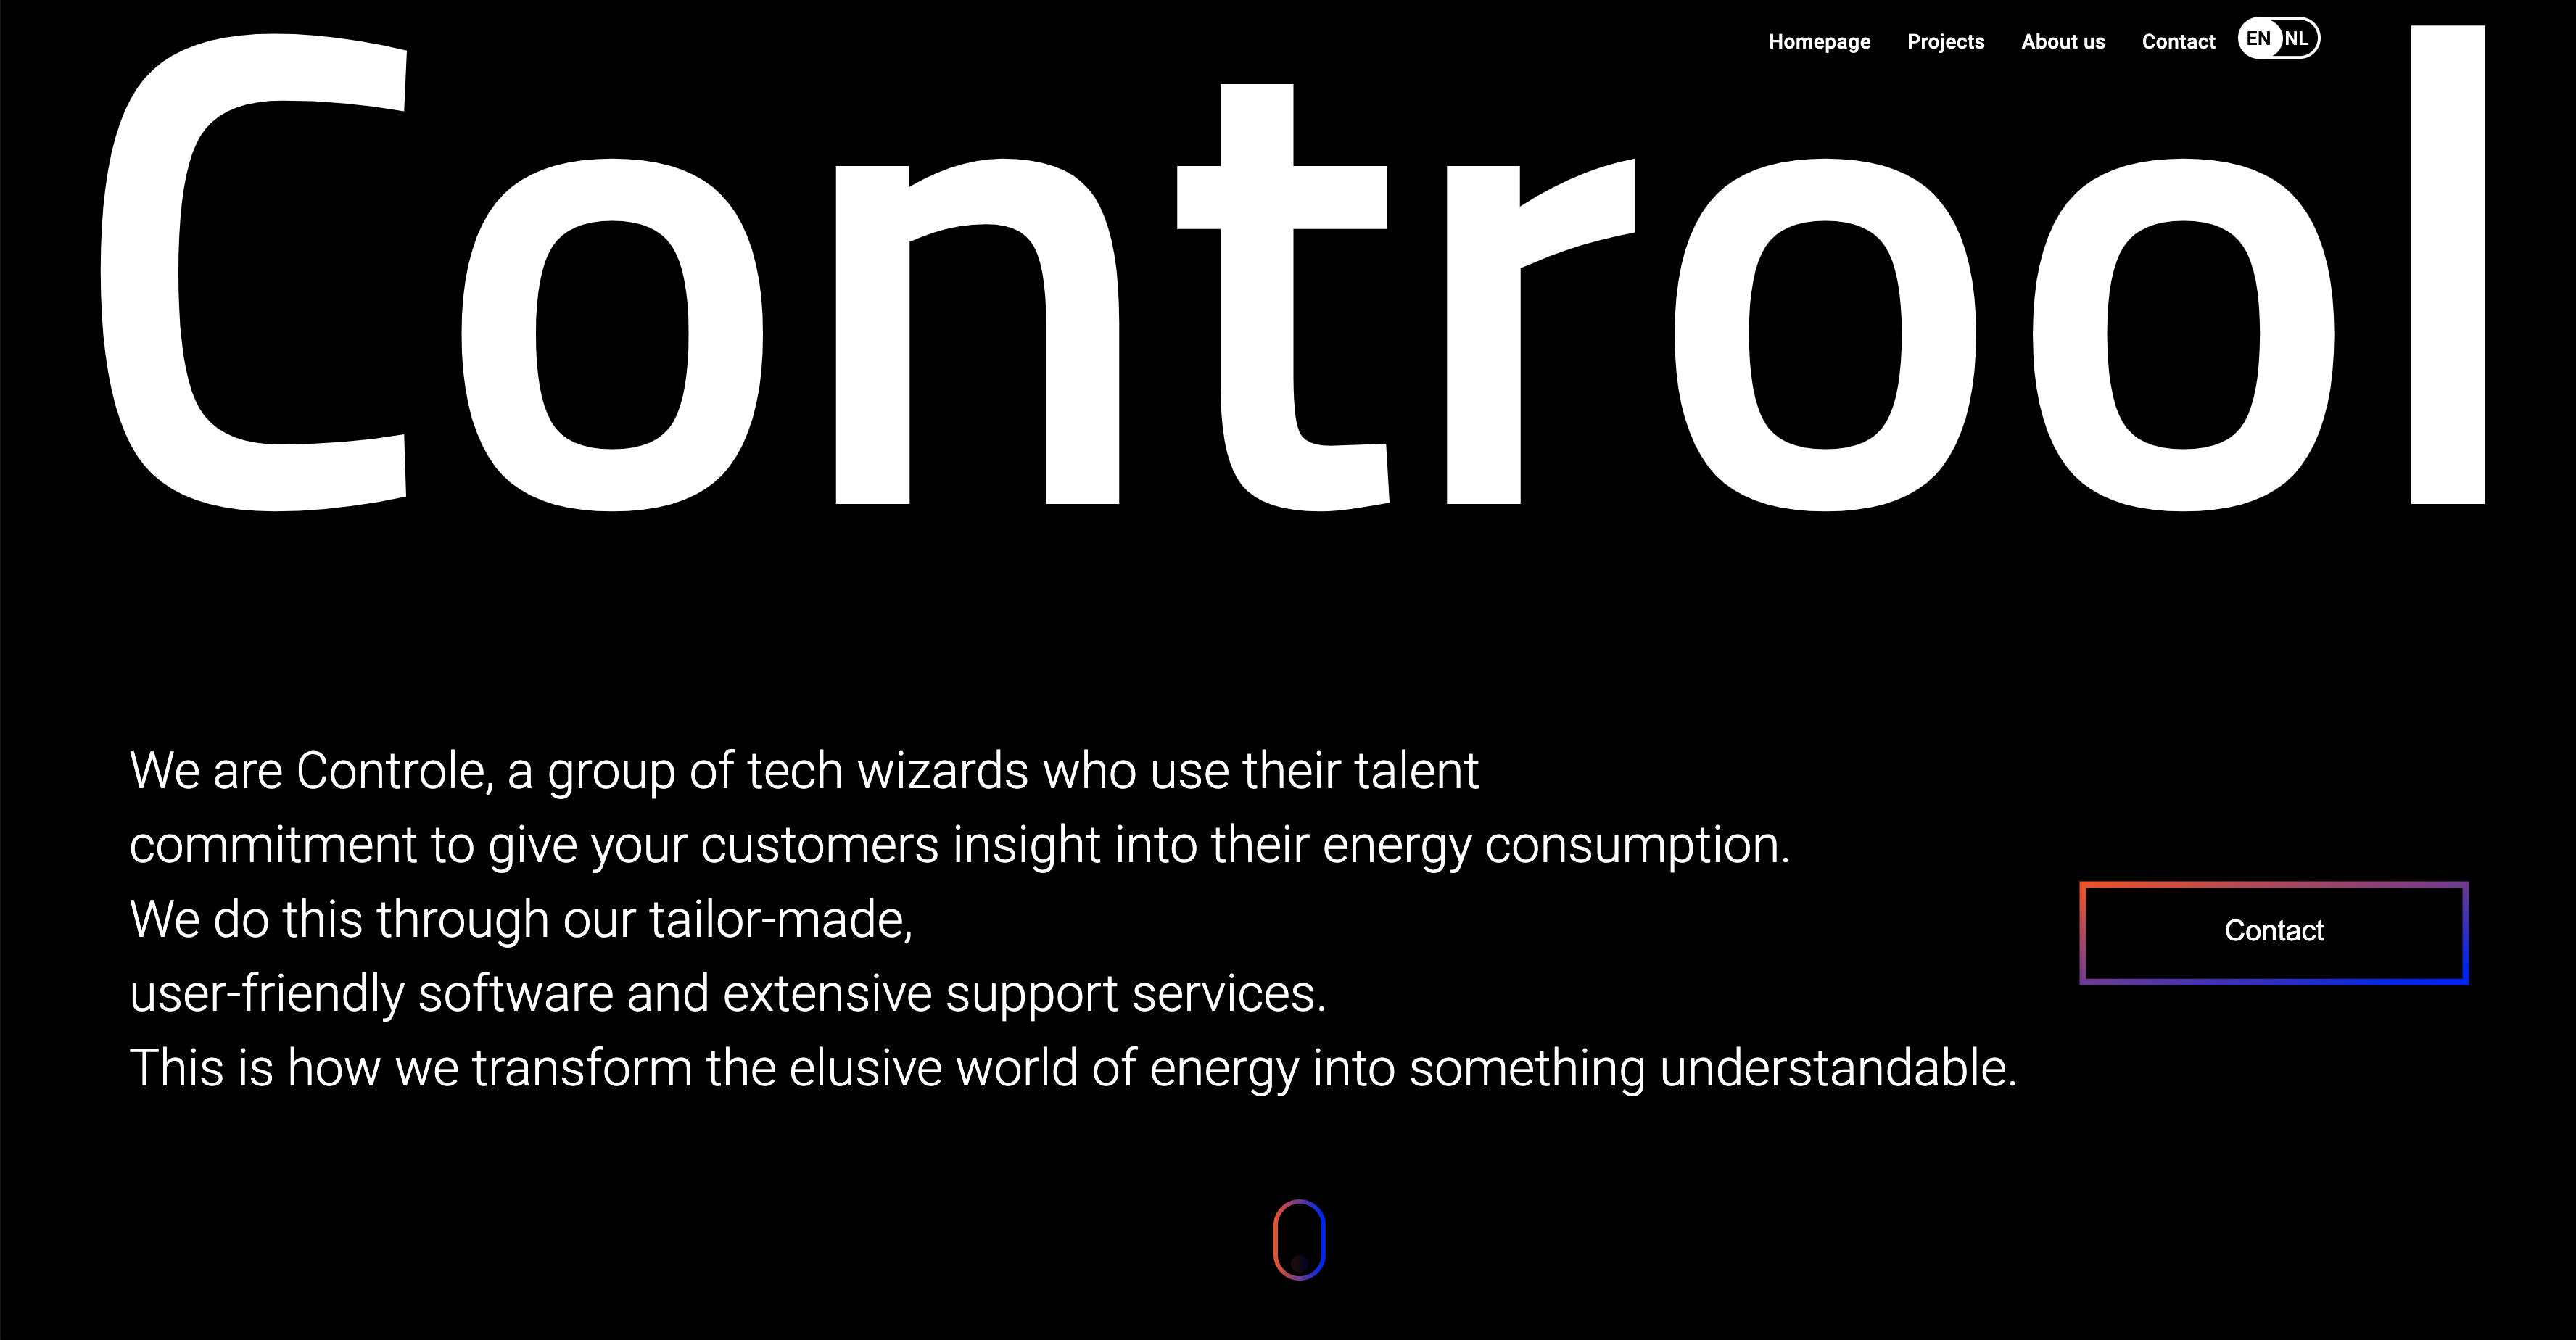 Homepage Projects About us Contact EN NL
Controol
We are Controle, a group of tech wizards who use their talent
commitment to give your customers insight into their energy consumption.
We do this through our tailor-made,
user-friendly software and extensive support services.
This is how we transform the elusive world of energy into something understandable.
Contact